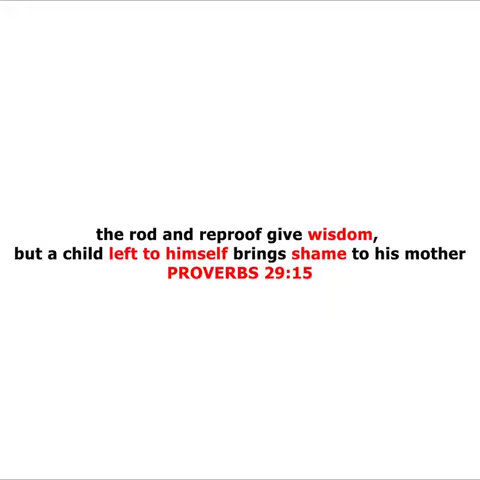 the rod and reproof give wisdom,
but a child left to himself brings shame to his mother
PROVERBS 29:15